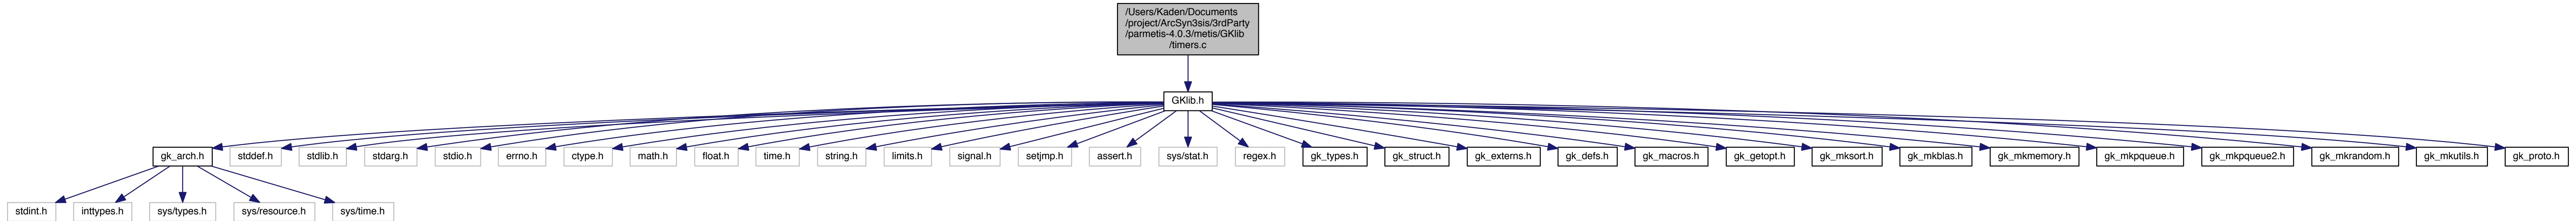 /Users/Kaden/Documents
/project/ArcSyn3sis/3rdParty
/parmetis-4.0.3/metis/GKlib
/timers.c
GKlib.h
gk_arch.h
stddef.h
stdlib.h
stdarg.h
stdio.h
errno.h
ctype.h
math.h
float.h
time.h
string.h
limits.h
signal.h
setjmp.h
assert.h
sys/stat.h
regex.h
gk_types.h
gk_struct.h
gk_externs.h
gk_defs.h
gk_macros.h
gk_getopt.h
gk_mksort.h
gk_mkblas.h
gk_mkmemory.h
gk_mkpqueue.h
gk_mkpqueue2.h
gk_mkrandom.h
gk_mkutils.h
gk_proto.h
stdint.h
inttypes.h
sys/types.h
sys/resource.h
sys/time.h